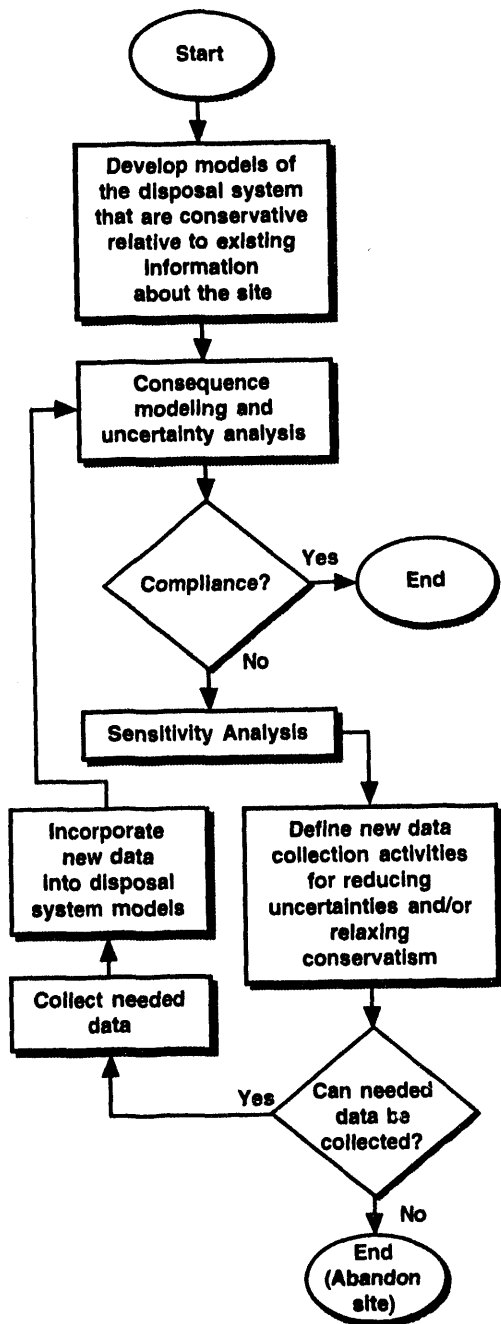 Start
Develop models of
the disposal system
that are conservative
relative to existing
information
about the site
Consequence
modeling and
uncertainty analysis
Compliance?
Yes
End
No
Sensitivity Analysis
Define new data
collection activities
for reducing
uncertainties and/or
relaxing
conservatism
Can needed
data be
collected?
Yes
Collect needed
data
Incorporate
new data
into disposal
system models
No
End
(Abandon
site)